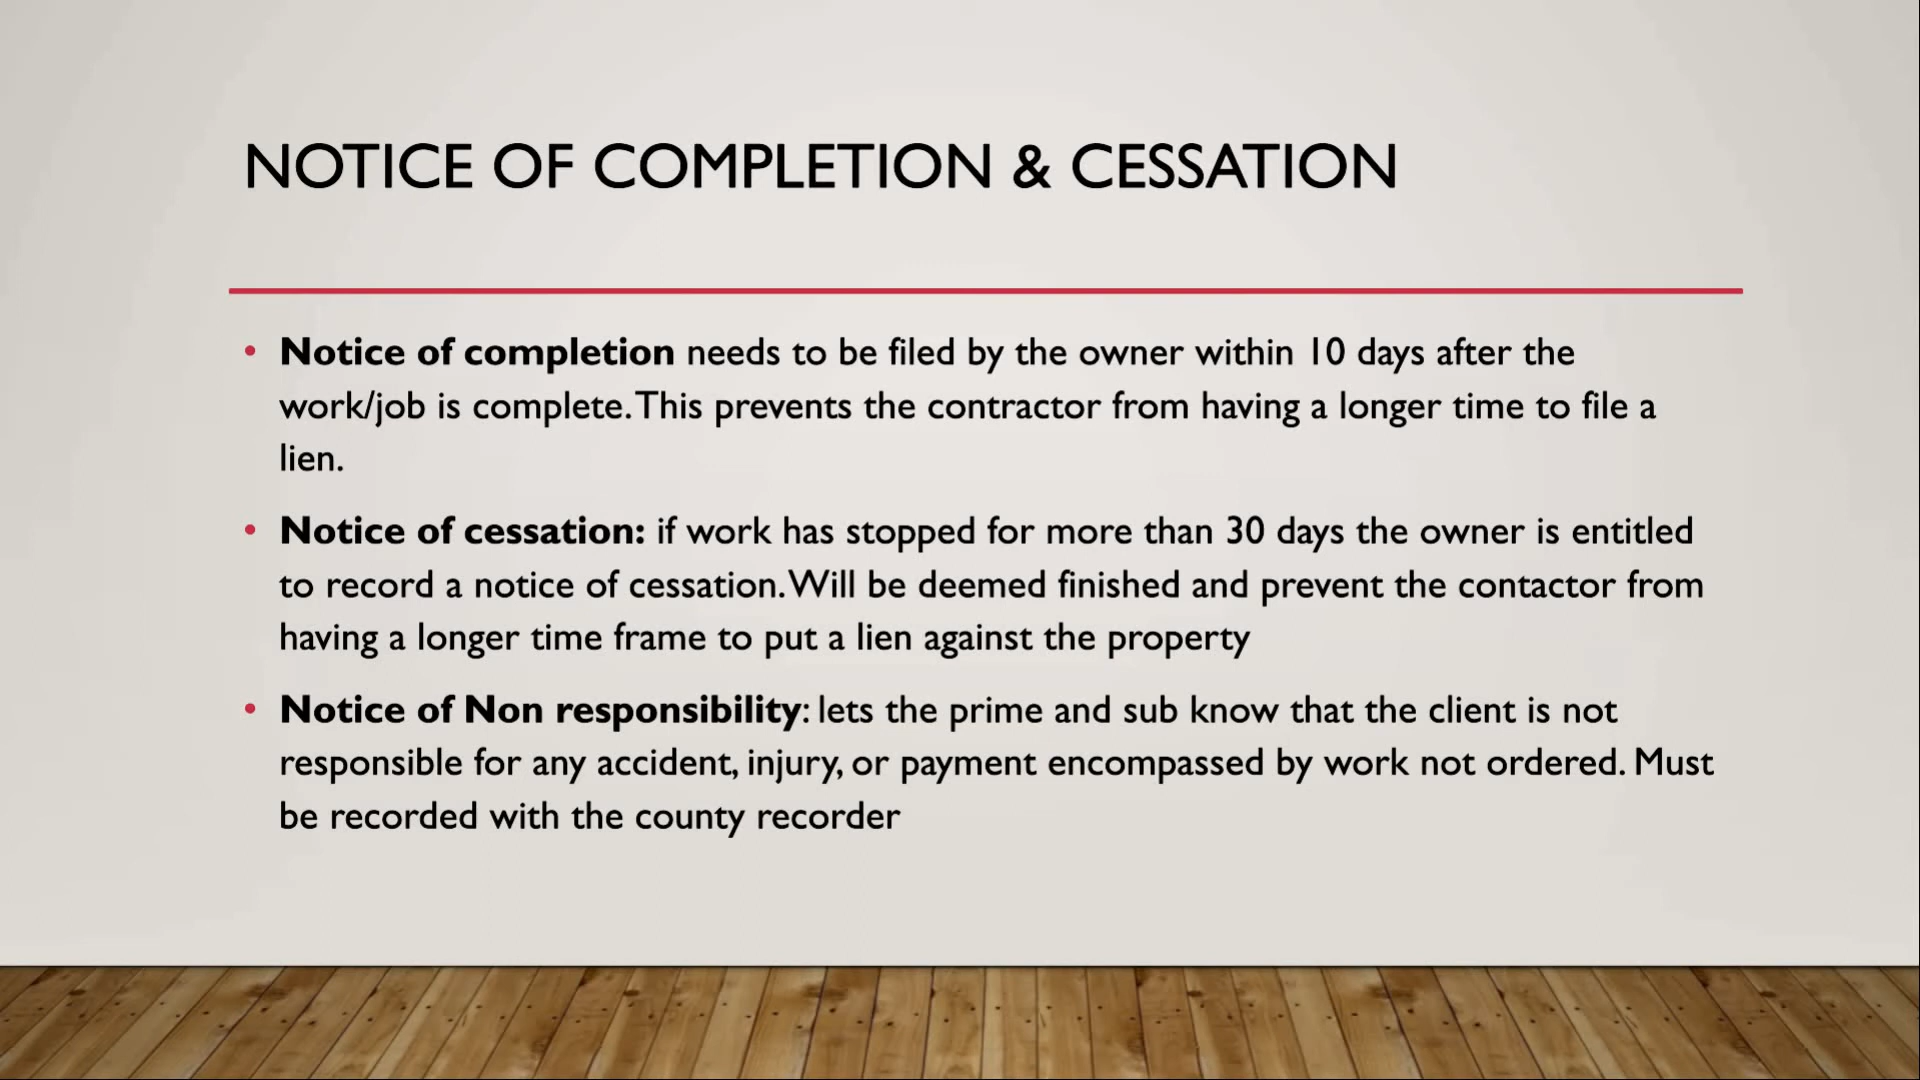 NOTICE OF COMPLETION & CESSATION
• Notice of completion needs to be filed by the owner within 10 days after the
work/job is complete. This prevents the contractor from having a longer time to file a
lien.
• Notice of cessation: if work has stopped for more than 30 days the owner is entitled
to record a notice of cessation. Will be deemed finished and prevent the contactor from
having a longer time frame to put a lien against the property
• Notice of Non responsibility: lets the prime and sub know that the client is not
responsible for any accident, injury, or payment encompassed by work not ordered. Must
be recorded with the county recorder